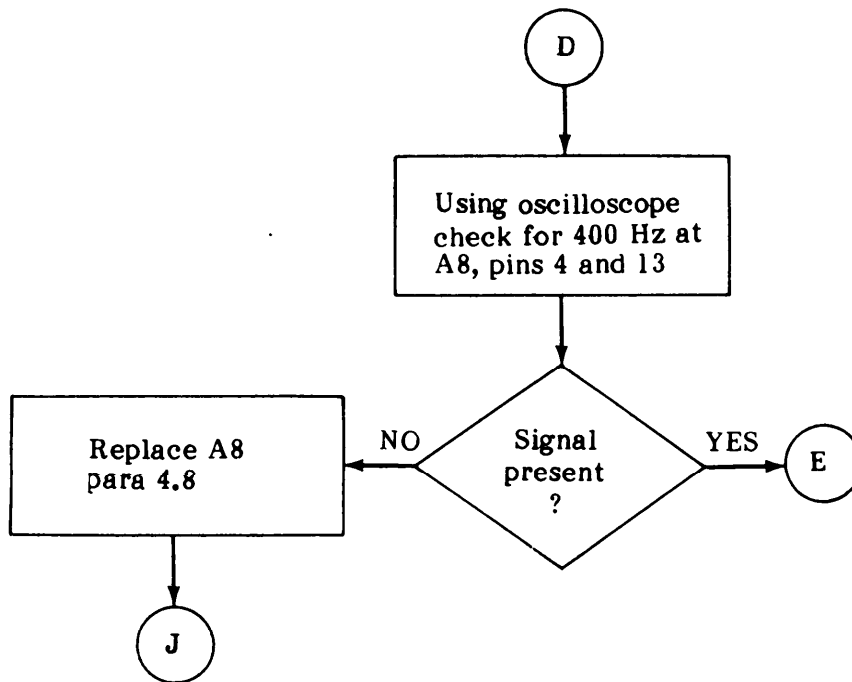 D
Using oscilloscope
check for 400 Hz at
A8, pins 4 and 13
Signal
present
?
NO
YES
Replace A8
para 4.8
E
J